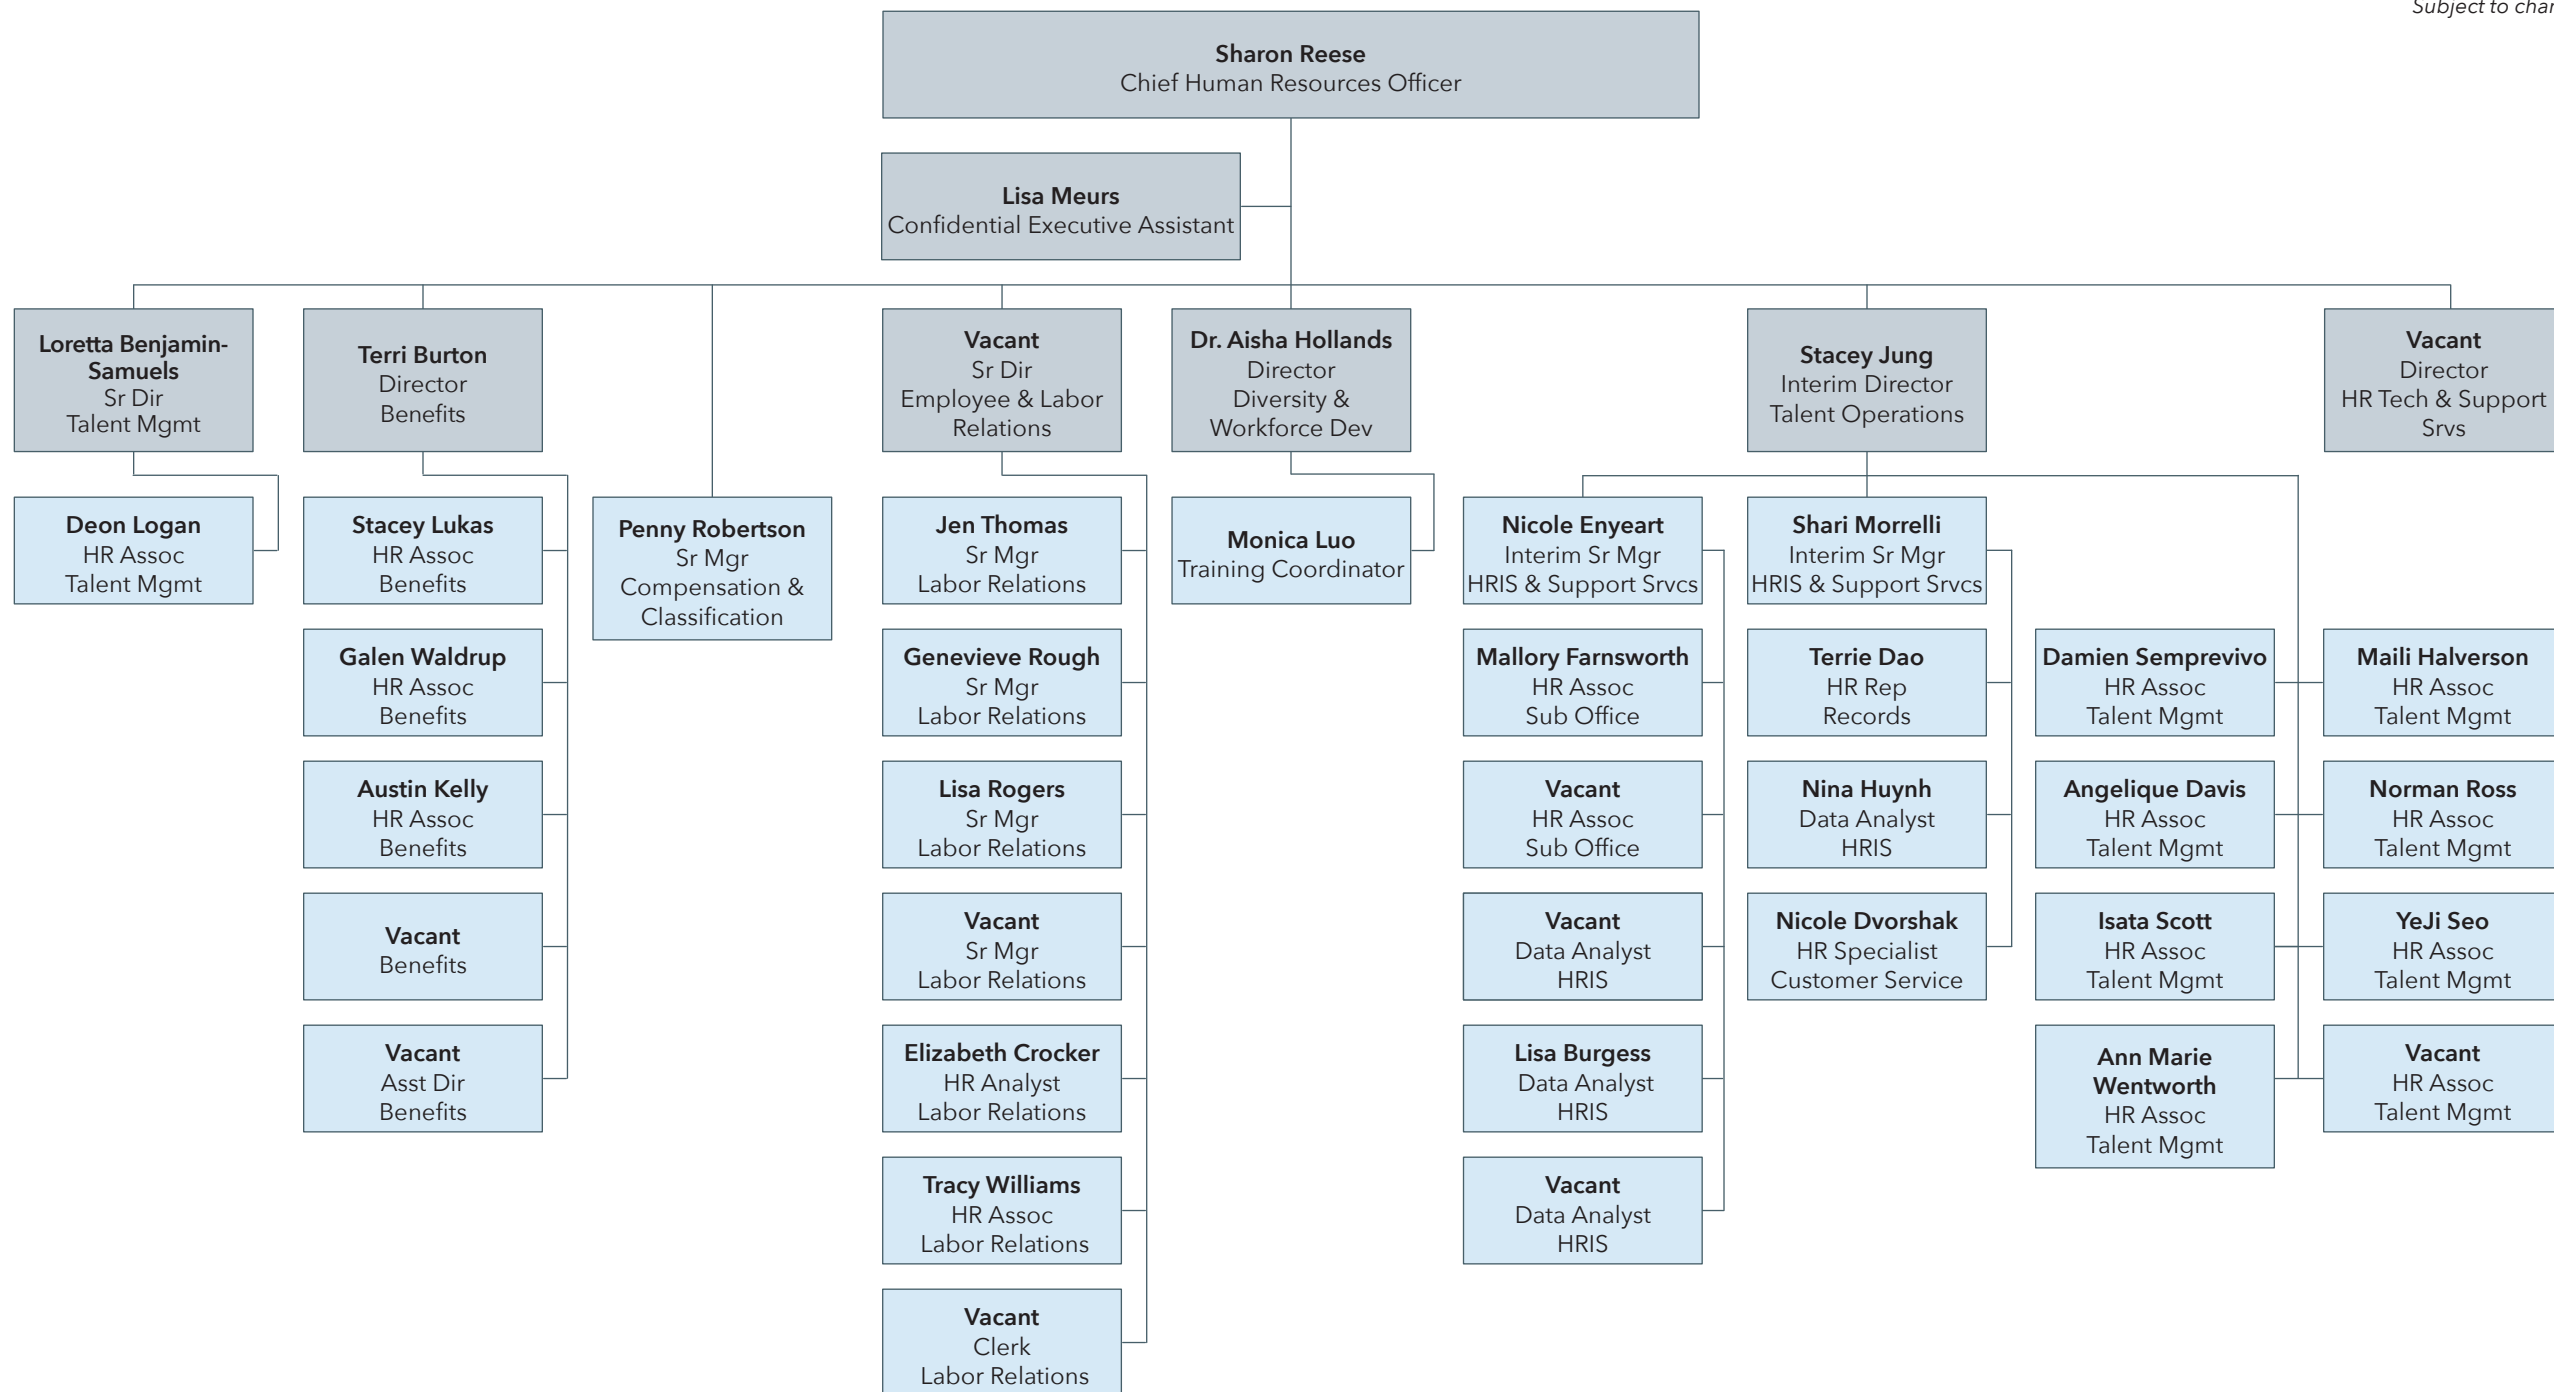 Subject to
Sharon Reese
Chief Human Resources Officer
Lisa Meurs
Confidential Executive Assistant
Loretta Benjamin-
Samuels
Sr Dir
Talent Mgmt
Terri Burton
Director
Benefits
Vacant
Sr Dir
Employee & Labor
Relations
Dr. Aisha Hollands
Director
Diversity &
Workforce Dev
Stacey Jung
Interim Director
Talent Operations
Vacant
Director
HR Tech & Support
Srvs
Deon Logan
HR Assoc
Talent Mgmt
Stacey Lukas
HR Assoc
Benefits
Galen Waldrup
HR Assoc
Benefits
Austin Kelly
HR Assoc
Benefits
Vacant
Benefits
Vacant
Asst Dir
Benefits
Penny Robertson
Sr Mgr
Compensation &
Classification
Jen Thomas
Sr Mgr
Labor Relations
Genevieve Rough
Sr Mgr
Labor Relations
Lisa Rogers
Sr Mgr
Labor Relations
Vacant
Sr Mgr
Labor Relations
Elizabeth Crocker
HR Analyst
Labor Relations
Tracy Williams
HR Assoc
Labor Relations
Vacant
Clerk
Labor Relations
Monica Luo
Training Coordinator
Nicole Enyeart
Interim Sr Mgr
HRIS & Support Srvcs
Mallory Farnsworth
HR Assoc
Sub Office
Vacant
HR Assoc
Sub Office
Vacant
Data Analyst
HRIS
Lisa Burgess
Data Analyst
HRIS
Vacant
Data Analyst
HRIS
Shari Morrelli
Interim Sr Mgr
HRIS & Support Srvcs
Terrie Dao
HR Rep
Records
Nina Huynh
Data Analyst
HRIS
Nicole Dvorshak
HR Specialist
Customer Service
Damien Semprevivo
HR Assoc
Talent Mgmt
Angelique Davis
HR Assoc
Talent Mgmt
Isata Scott
HR Assoc
Talent Mgmt
Ann Marie
Wentworth
HR Assoc
Talent Mgmt
Maili Halverson
HR Assoc
Talent Mgmt
Norman Ross
HR Assoc
Talent Mgmt
YeJi Seo
HR Assoc
Talent Mgmt
Vacant
HR Assoc
Talent Mgmt